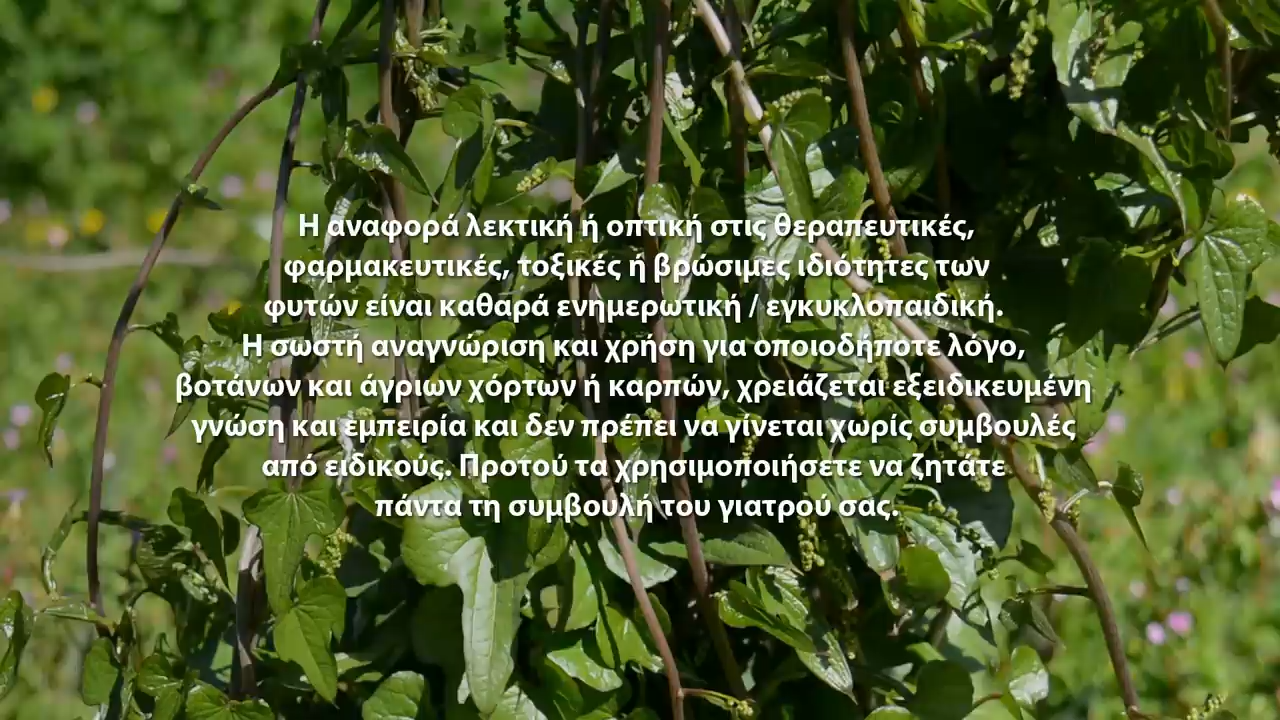 Η αναφορά λεκτική ή οπτική στις θεραπευτικές,
φαρμακευτικές, τοξικές ή βρώσιμες ιδιότητες των
φυτών είναι καθαρά ενημερωτική / εγκυκλοπαιδική.
Η σωστή αναγνώριση και χρήση για οποιοδήποτε λόγο,
βοτάνων και άγριων χόρτων ή καρπών, χρειάζεται εξειδικευμένη
γνώση και εμπειρία και δεν πρέπει να γίνεται χωρίς συμβουλές
από ειδικούς. Προτού τα χρησιμοποιήσετε να ζητάτε
πάντα τη συμβουλή του γιατρού σας.